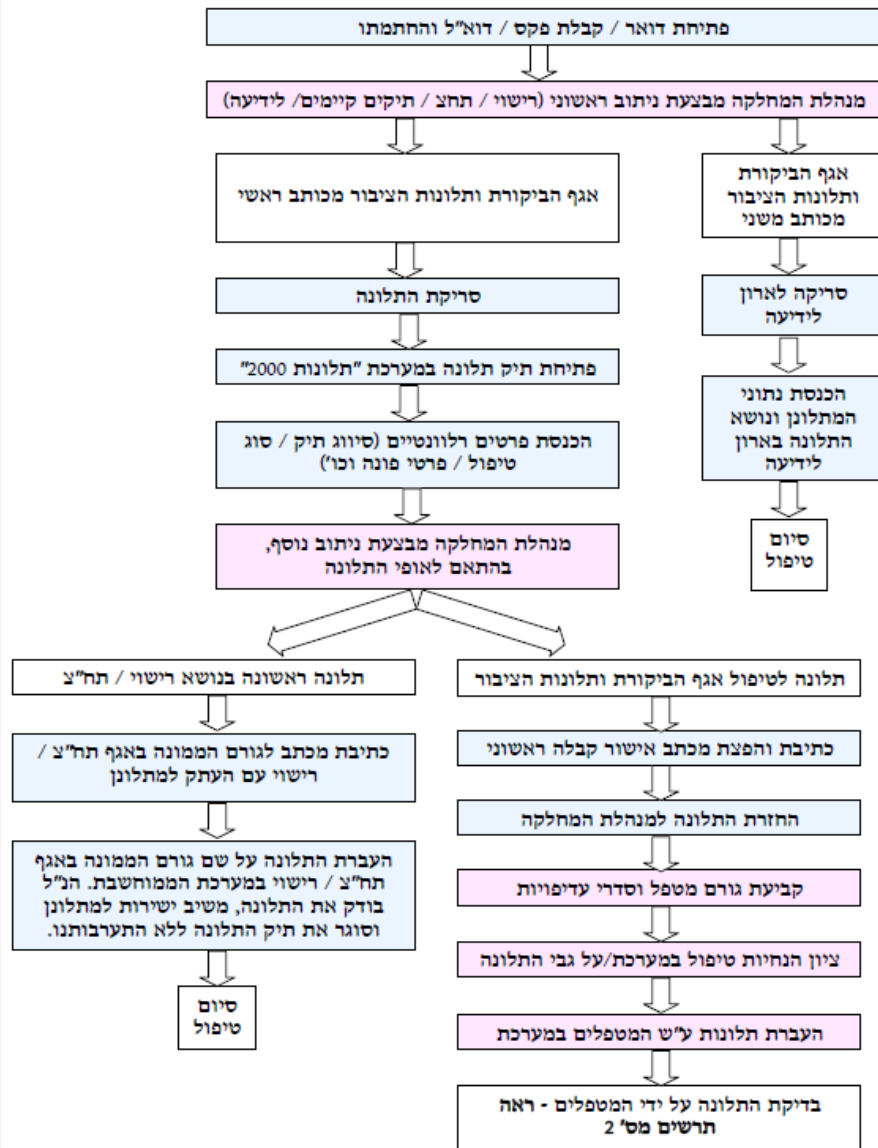 פתיחת דואר / קבלת פקס / דוא"ל והחתמתו
מנהלת המחלקה מבצעת ניתוב ראשוני (רישוי / תחצ / תיקים קיימים/ לידיעה)
אגף הביקורת
ותלונות הציבור
מכותב משני
סריקה לארון
לידיעה
הכנסת נתוני
המתלונן ונושא
התלונה בארון
לידיעה
סיום
טיפול
אגף הביקורת ותלונות הציבור מכותב ראשי
סריקת התלונה
פתיחת תיק תלונה במערכת "תלונות 2000"
הכנסת פרטים רלוונטיים (סיווג תיק / סוג
טיפול / פרטי פונה וכו')
מנהלת המחלקה מבצעת ניתוב נוסף,
בהתאם לאופי התלונה
תלונה לטיפול אגף הביקורת ותלונות הציבור
כתיבת והפצת מכתב אישור קבלה ראשוני
החזרת התלונה למנהלת המחלקה
קביעת גורם מטפל וסדרי עדיפויות
ציון הנחיות טיפול במערכת/על גבי התלונה
העברת תלונות ע"ש המטפלים במערכת
בדיקת התלונה על ידי המטפלים - ראה
תרשים מס' 2
תלונה ראשונה בנושא רישוי / תח"צ
כתיבת מכתב לגורם הממונה באגף תח"צ /
רישוי עם העתק למתלונן
העברת התלונה על שם גורם הממונה באגף
תח"צ / רישוי במערכת הממוחשבת. הנ"ל
בודק את התלונה, משיב ישירות למתלונן
וסוגר את תיק התלונה ללא התערבותנו.
סיום
טיפול